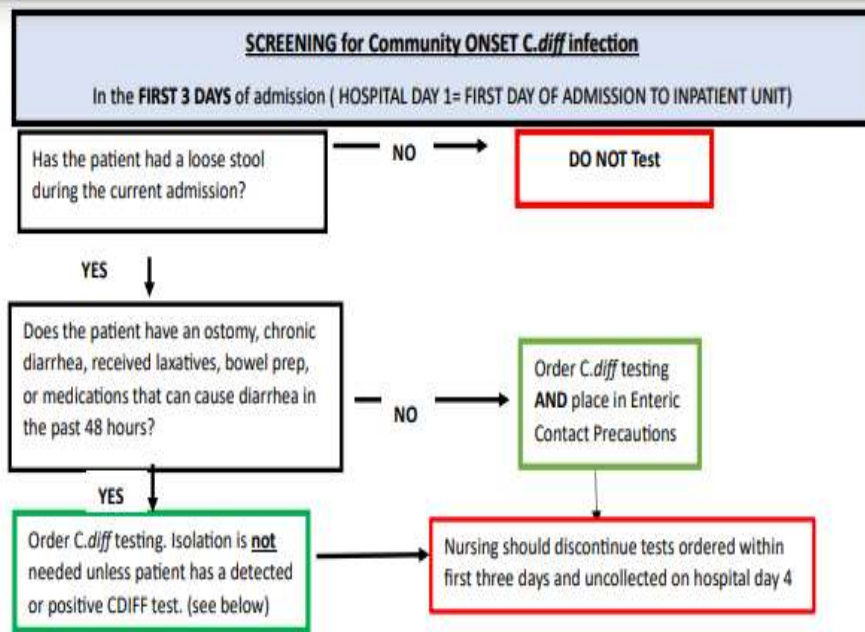 SCREENING for Community ONSET C.diff infection
In the FIRST 3 DAYS of admission ( HOSPITAL DAY 1= FIRST DAY OF ADMISSION TO INPATIENT UNIT)
Has the patient had a loose stool
during the current admission?
NO
DO NOT Test
YES
Does the patient have an ostomy, chronic
diarrhea, received laxatives, bowel prep,
or medications that can cause diarrhea in
the past 48 hours?
NO
Order C.diff testing
AND place in Enteric
Contact Precautions
YES
Order C.diff testing. Isolation is not
needed unless patient has a detected
or positive CDIFF test. (see below)
Nursing should discontinue tests ordered within
first three days and uncollected on hospital day 4